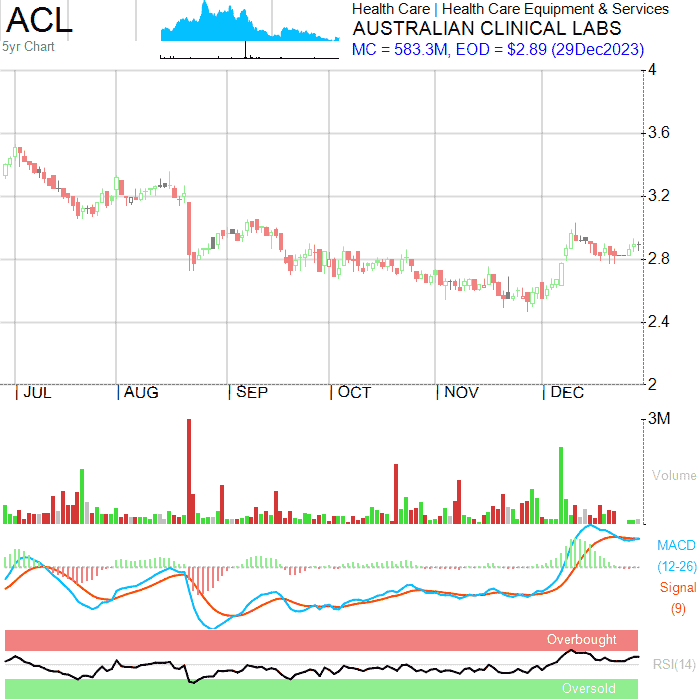 ACL
5yr Chart
Health Care | Health Care Equipment & Services
AUSTRALIAN CLINICAL LABS
MC = 583.3M, EOD = $2.89 (29Dec2023)
4
3.6
3.2
2.8
2.4
2
JUL AUG SEP OCT NOV DEC
3M
Volume
MACD
(12-26)
Signal
(9)
Overbought
RSI(14)
Oversold